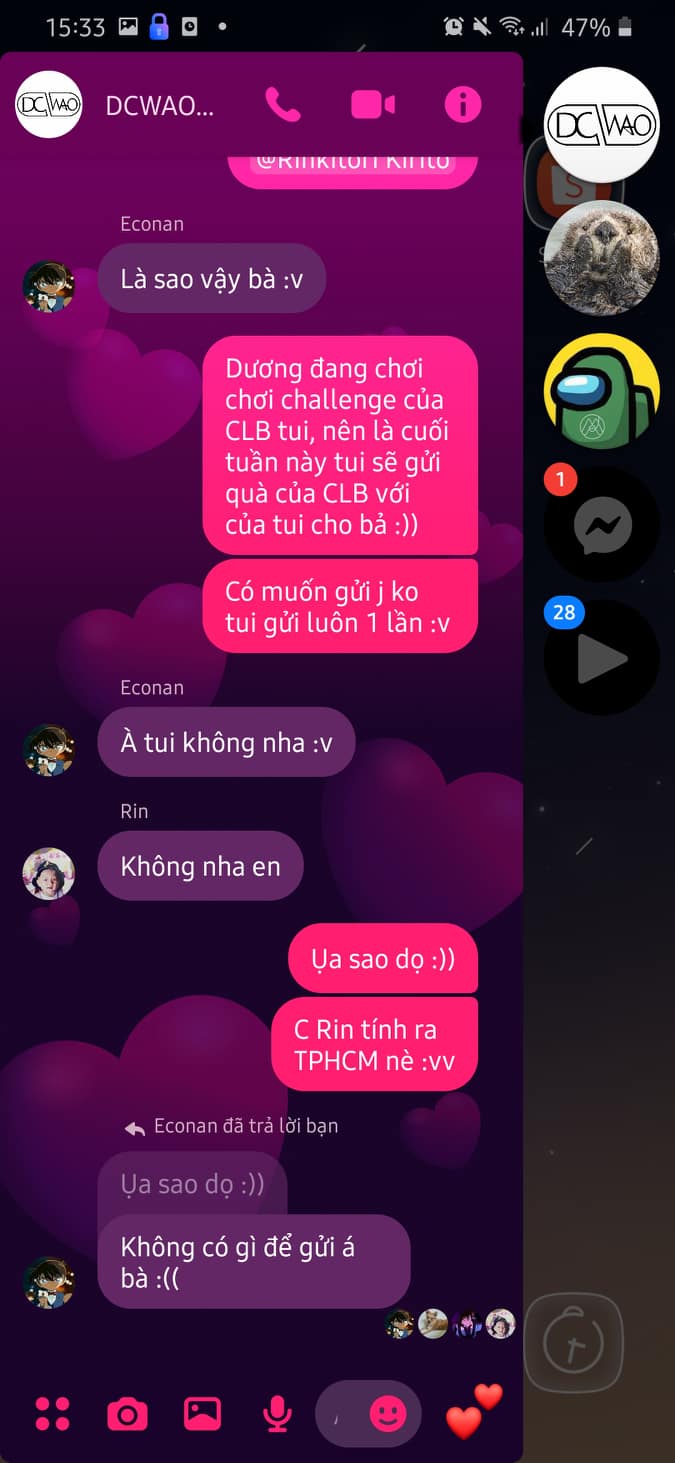 15:33
47%
DCWAO
DCWAO...
DCWAO
@Rinkitori Kirito
Econan
Là sao vậy bà :v
Dương đang chơi
chơi challenge của
CLB tui, nên là cuối
tuần này tui sẽ gửi
quà của CLB với
của tui cho bả :))
1
Có muốn gửi j ko
tui gửi luôn 1 lần :v
28
Econan
À tui không nha :v
Rin
Không nha en
Ụa sao dọ :))
C Rin tính ra
TPHCM nè :vv
Econan đã trả lời bạn
Ụa sao dọ :))
Không có gì để gửi á
bà :((